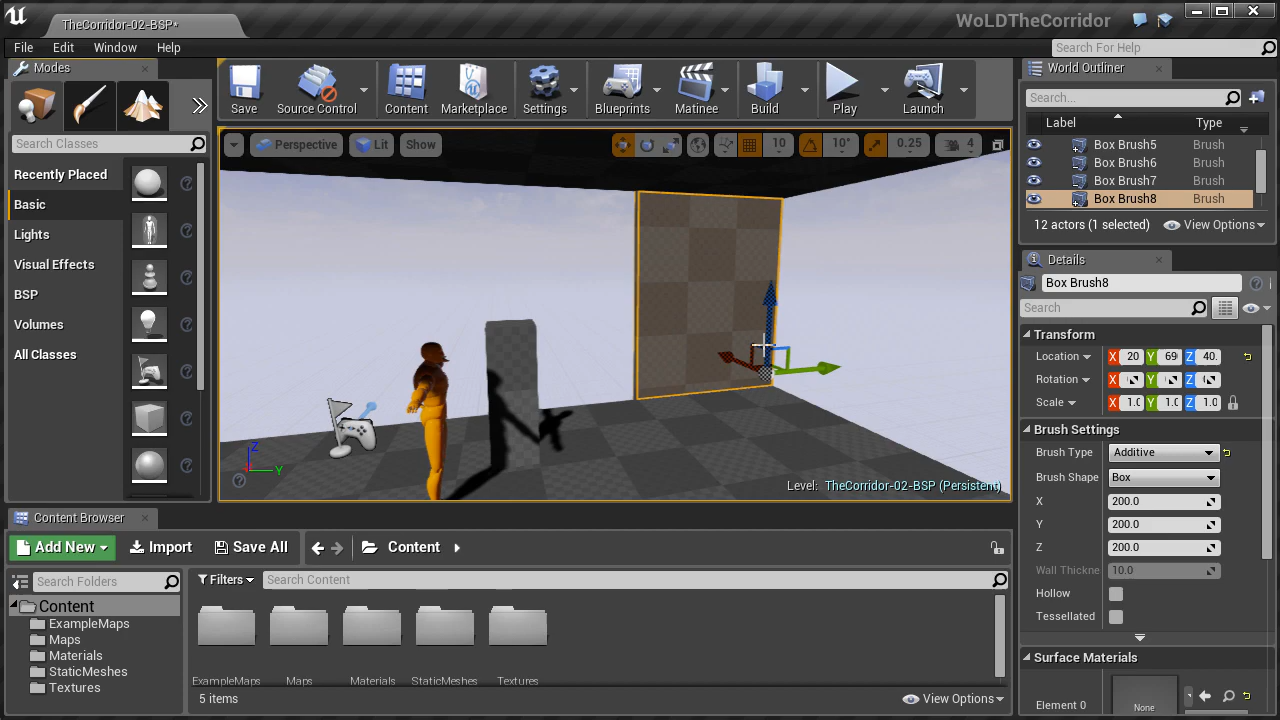 TheCorridor-02-BSP*
WoLDTheCorridor
File Edit Window Help
Search For Help
Modes
Save
Source Control
Content
Marketplace
Settings
Blueprints
Matinee
Build
Play
Launch
Search Classes
Recently Placed
Basic
Lights
Visual Effects
BSP
Volumes
All Classes
Perspective
Lit
Show
10
10°
0.25
4
Z
Y
Level: TheCorridor-02-BSP (Persistent)
World Outliner
Search...
Label Type
Box Brush5 Brush
Box Brush6 Brush
Box Brush7 Brush
Box Brush8 Brush
12 actors (1 selected)
View Options
Details
Box Brush8
Search
Transform
Location X 20 Y 69 Z 40.
Rotation X Y Z
Scale X 1.0 Y 1.0 Z 1.0
Brush Settings
Brush Type Additive
Brush Shape Box
X 200.0
Y 200.0
Z 200.0
Wall Thickne 10.0
Hollow
Tessellated
Surface Materials
Element 0
None
Content Browser
Add New
Import
Save All
Content
Search Folders
Filters
Search Content
Content
ExampleMaps
Maps
Materials
StaticMeshes
Textures
ExampleMaps Maps Materials StaticMeshes Textures
5 items
View Options